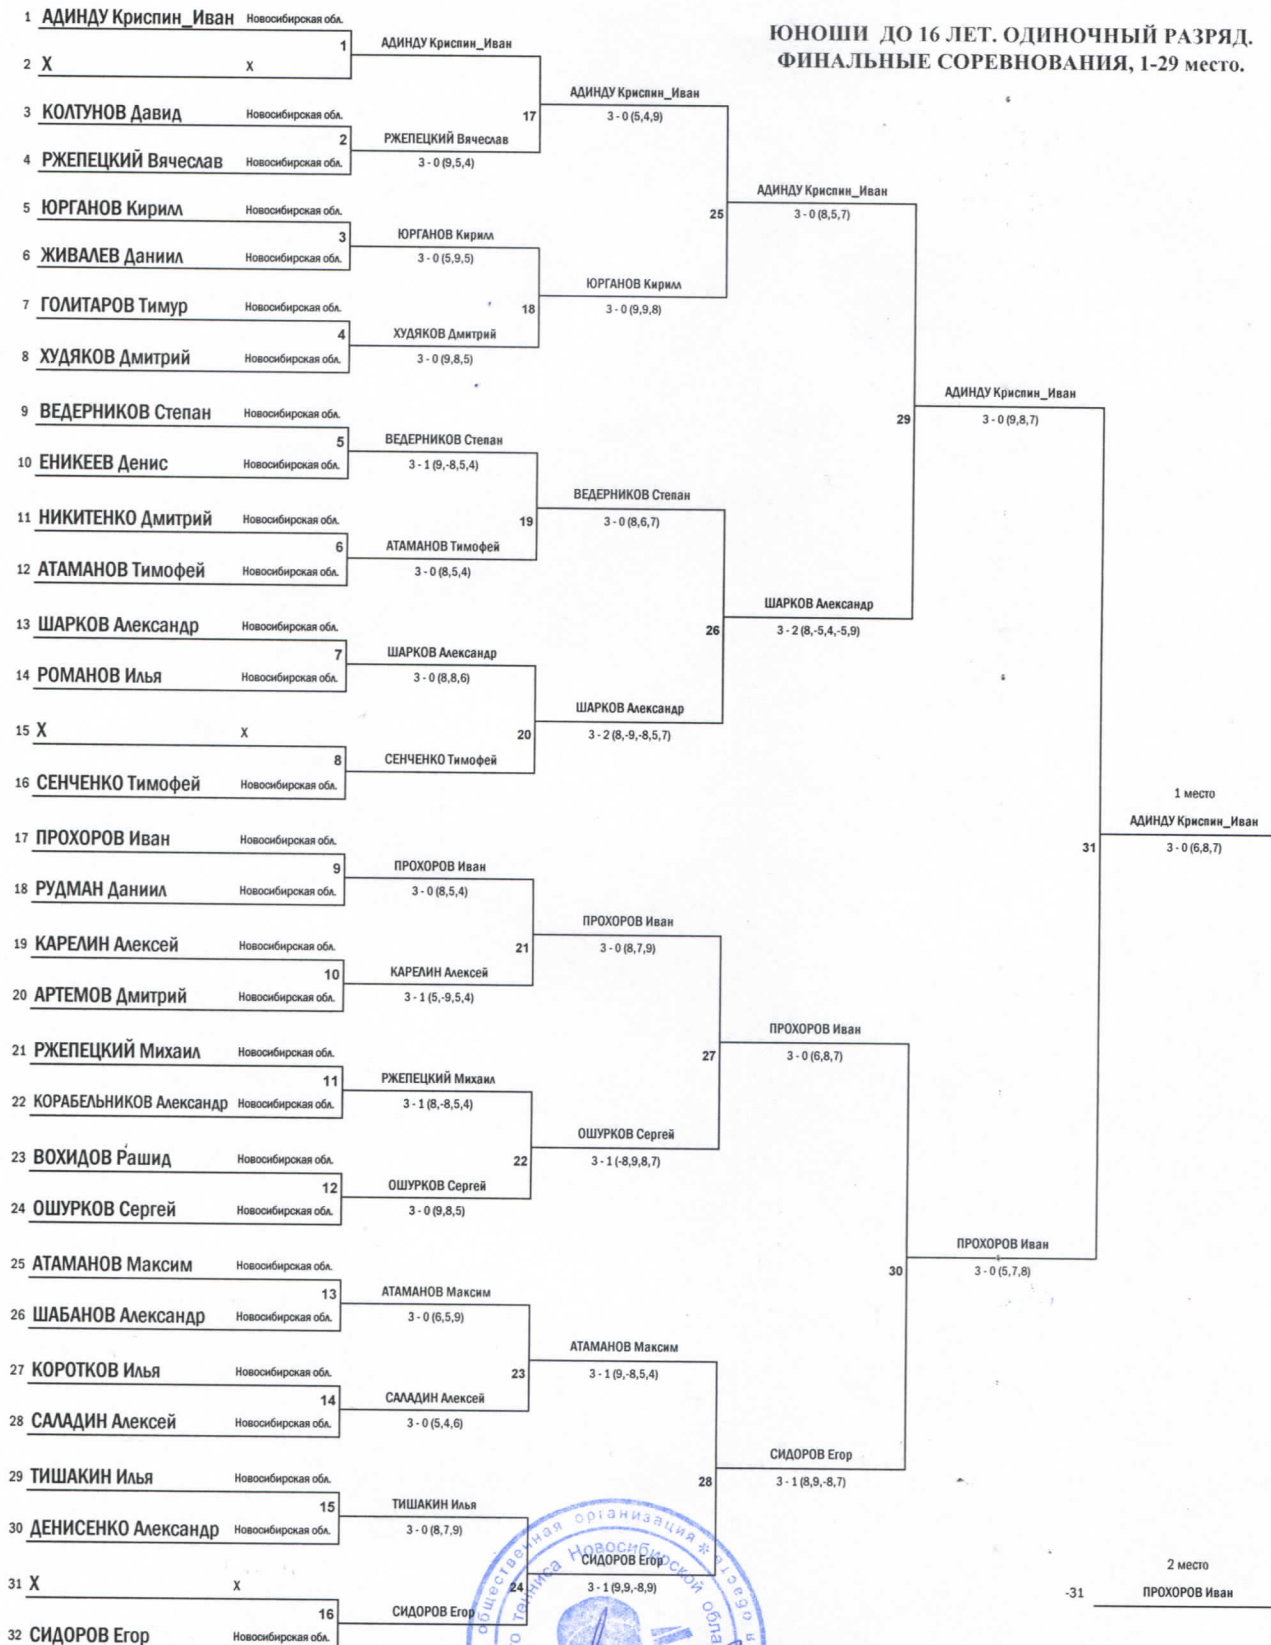 ЮНОШИ ДО 16 ЛЕТ. ОДИНОЧНЫЙ РАЗРЯД.
ФИНАЛЬНЫЕ СОРЕВНОВАНИЯ, 1-29 место.
1 АДИНДУ Криспин_Иван Новосибирская обл.
1 АДИНДУ Криспин_Иван
2 X X
АДИНДУ Криспин_Иван
3 КОЛТУНОВ Давид Новосибирская обл.
17 3 - 0 (5,4,9)
2 РЖЕПЕЦКИЙ Вячеслав
4 РЖЕПЕЦКИЙ Вячеслав Новосибирская обл.
3 - 0 (9,5,4)
АДИНДУ Криспин_Иван
5 ЮРГАНОВ Кирилл Новосибирская обл.
25 3 - 0 (8,5,7)
3 ЮРГАНОВ Кирилл
6 ЖИВАЛЕВ Даниил Новосибирская обл.
3 - 0 (5,9,5)
ЮРГАНОВ Кирилл
7 ГОЛИТАРОВ Тимур Новосибирская обл.
18 3 - 0 (9,9,8)
4 ХУДЯКОВ Дмитрий
8 ХУДЯКОВ Дмитрий Новосибирская обл.
3 - 0 (9,8,5)
АДИНДУ Криспин_Иван
9 ВЕДЕРНИКОВ Степан Новосибирская обл.
29 3 - 0 (9,8,7)
5 ВЕДЕРНИКОВ Степан
10 ЕНИКЕЕВ Денис Новосибирская обл.
3 - 1 (9,-8,5,4)
ВЕДЕРНИКОВ Степан
11 НИКИТЕНКО Дмитрий Новосибирская обл.
19 3 - 0 (8,6,7)
6 АТАМАНОВ Тимофей
12 АТАМАНОВ Тимофей Новосибирская обл.
3 - 0 (8,5,4)
ШАРКОВ Александр
13 ШАРКОВ Александр Новосибирская обл.
26 3 - 2 (8,-5,4,-5,9)
7 ШАРКОВ Александр
14 РОМАНОВ Илья Новосибирская обл.
3 - 0 (8,8,6)
ШАРКОВ Александр
15 X X
20 3 - 2 (8,-9,-8,5,7)
8 СЕНЧЕНКО Тимофей
16 СЕНЧЕНКО Тимофей Новосибирская обл.
1 место
АДИНДУ Криспин_Иван
17 ПРОХОРОВ Иван Новосибирская обл.
31 3 - 0 (6,8,7)
9 ПРОХОРОВ Иван
18 РУДМАН Даниил Новосибирская обл.
3 - 0 (8,5,4)
ПРОХОРОВ Иван
19 КАРЕЛИН Алексей Новосибирская обл.
21 3 - 0 (8,7,9)
10 КАРЕЛИН Алексей
20 АРТЕМОВ Дмитрий Новосибирская обл.
3 - 1 (5,-9,5,4)
ПРОХОРОВ Иван
21 РЖЕПЕЦКИЙ Михаил Новосибирская обл.
27 3 - 0 (6,8,7)
11 РЖЕПЕЦКИЙ Михаил
22 КОРАБЕЛЬНИКОВ Александр Новосибирская обл.
3 - 1 (8,-8,5,4)
ОШУРКОВ Сергей
23 ВОХИДОВ Рашид Новосибирская обл.
22 3 - 1 (-8,9,8,7)
12 ОШУРКОВ Сергей
24 ОШУРКОВ Сергей Новосибирская обл.
3 - 0 (9,8,5)
ПРОХОРОВ Иван
25 АТАМАНОВ Максим Новосибирская обл.
30 3 - 0 (5,7,8)
13 АТАМАНОВ Максим
26 ШАБАНОВ Александр Новосибирская обл.
3 - 0 (6,5,9)
АТАМАНОВ Максим
27 КОРОТКОВ Илья Новосибирская обл.
23 3 - 1 (9,-8,5,4)
14 САЛАДИН Алексей
28 САЛАДИН Алексей Новосибирская обл.
3 - 0 (5,4,6)
СИДОРОВ Егор
29 ТИШАКИН Илья Новосибирская обл.
28 3 - 1 (8,9,-8,7)
15 ТИШАКИН Илья
30 ДЕНИСЕНКО Александр Новосибирская обл.
3 - 0 (8,7,9)
общественная организация
тенниса Новосибирской
СИДОРОВ Егор
31 X X
24 3 - 1 (9,9,-8,9)
2 место
-31 ПРОХОРОВ Иван
16 СИДОРОВ Егор
32 СИДОРОВ Егор Новосибирская обл.